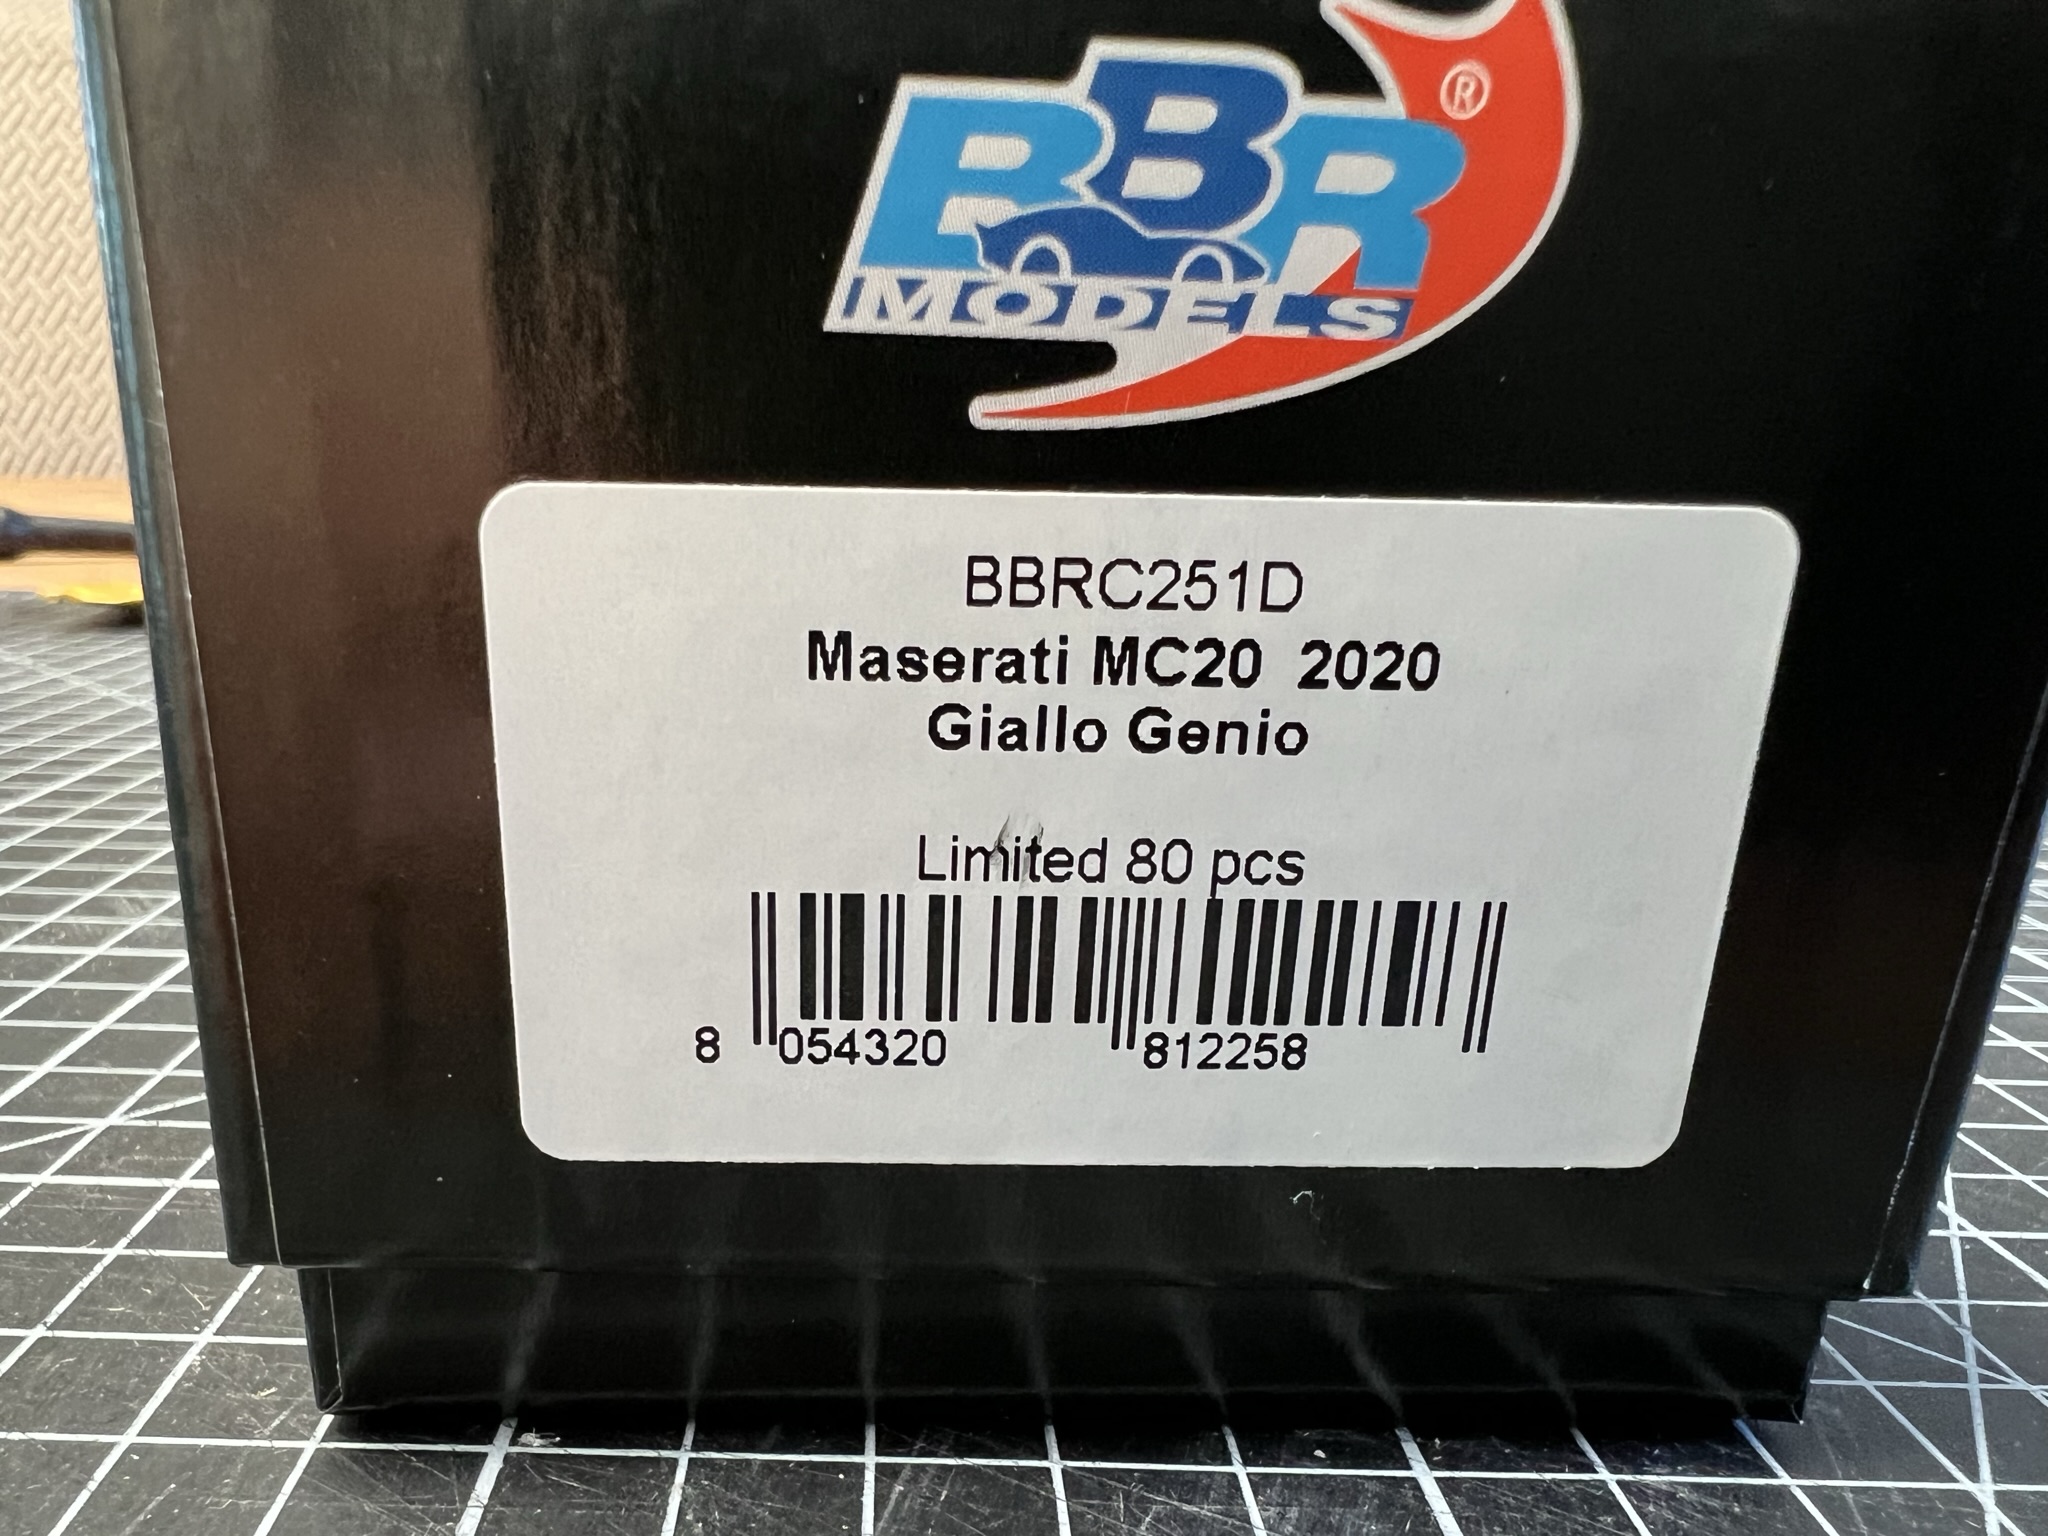 BBR
®
MODELS
BBRC251D
Maserati MC20 2020
Giallo Genio
Limited 80 pcs
8 054320 812258